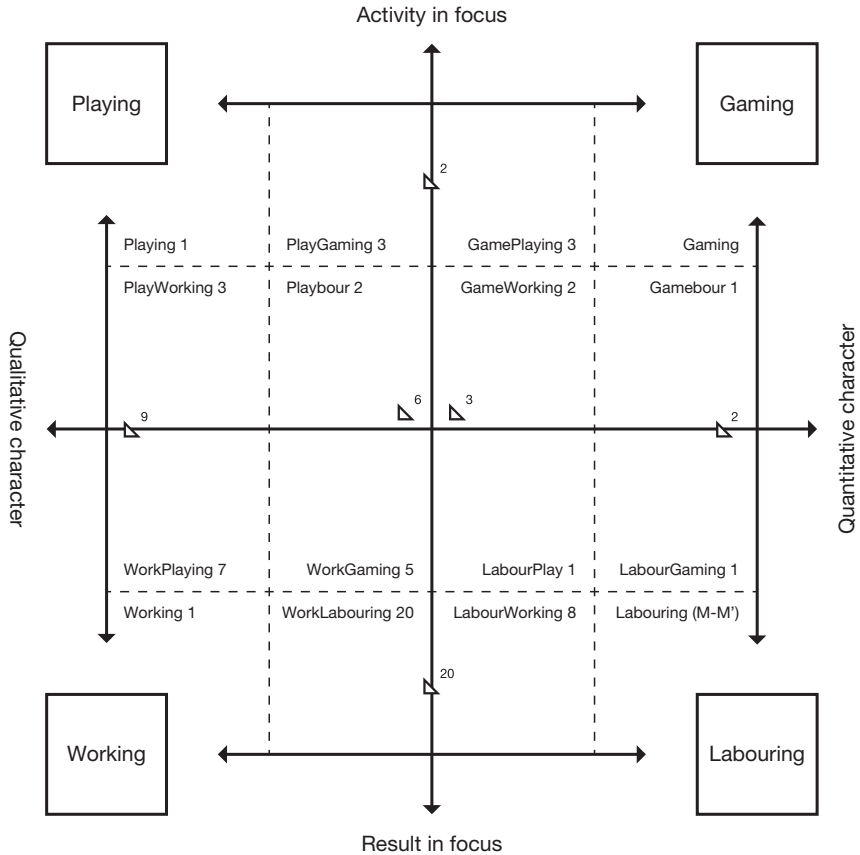 Activity in focus
Playing
Gaming
2
Playing 1
PlayGaming 3
GamePlaying 3
Gaming
PlayWorking 3
Playbour 2
GameWorking 2
Gamebour 1
Qualitative character
Quantitative character
9
6
3
2
WorkPlaying 7
WorkGaming 5
LabourPlay 1
LabourGaming 1
Working 1
WorkLabouring 20
LabourWorking 8
Labouring (M-M’)
20
Working
Labouring
Result in focus